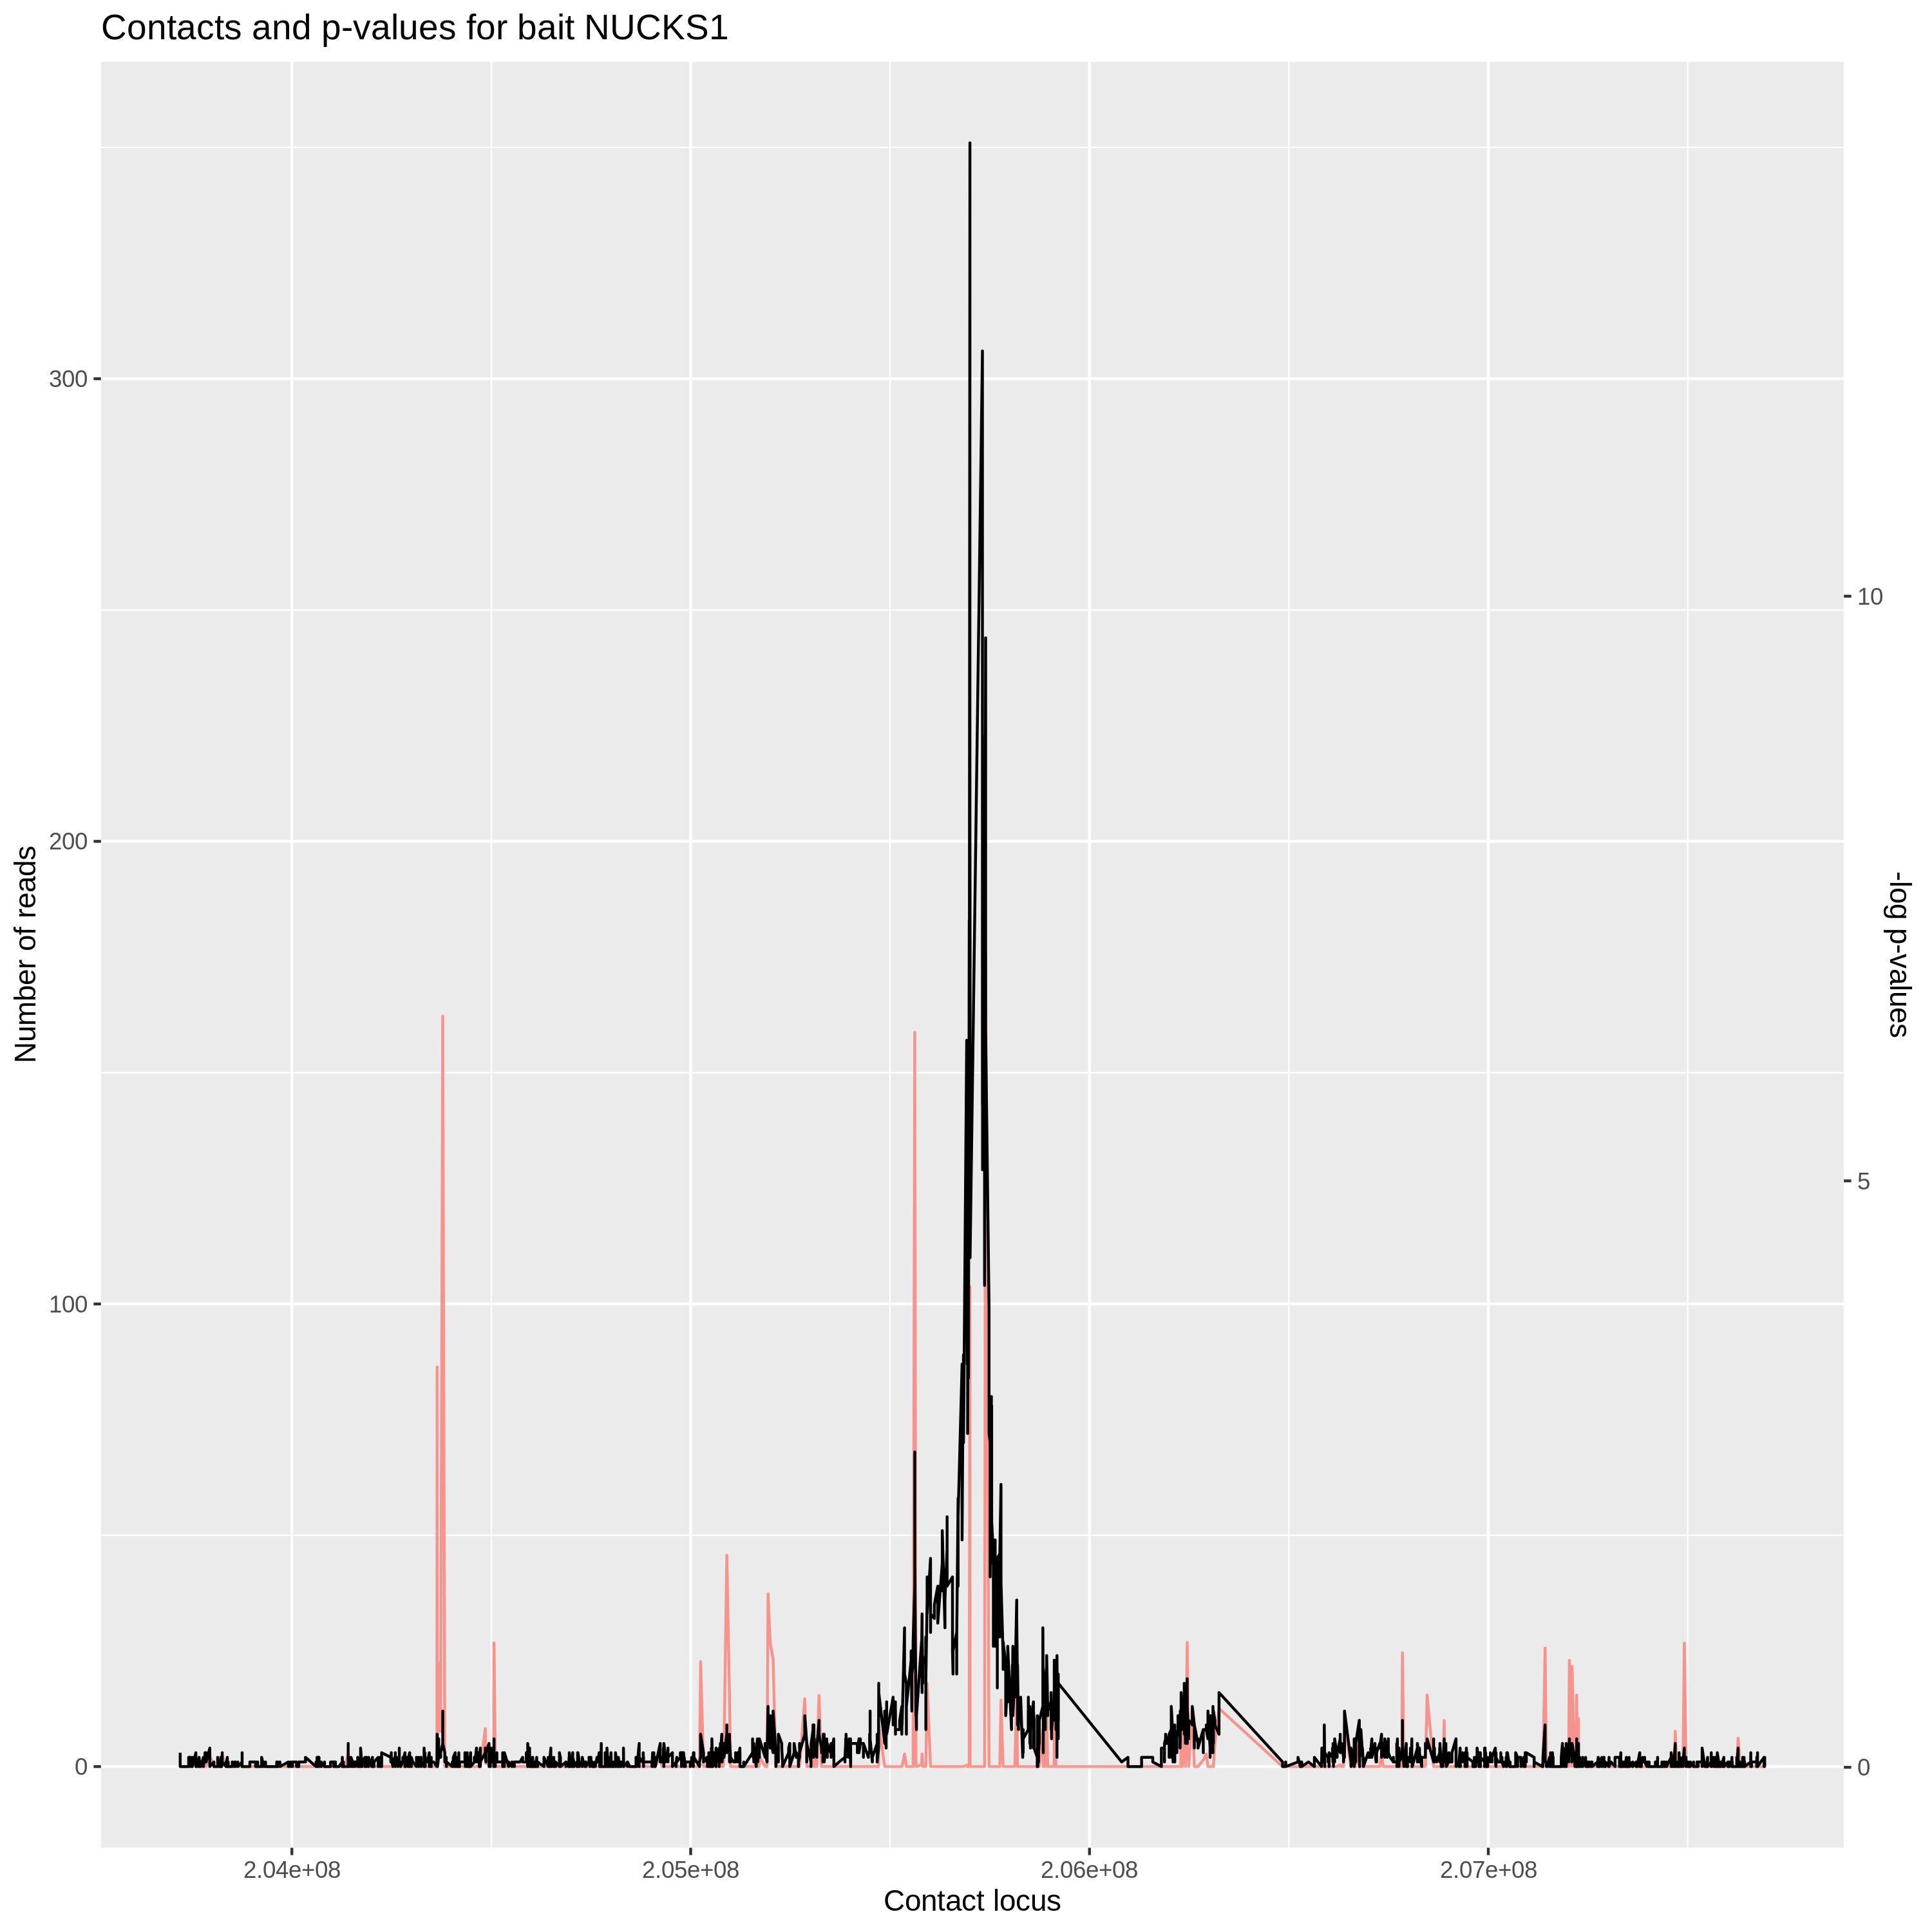 Contacts and p-values for bait NUCKS1
300
200
100
0
Number of reads
10
5
0
-log p-values
2.04e+08 2.05e+08 2.06e+08 2.07e+08
Contact locus